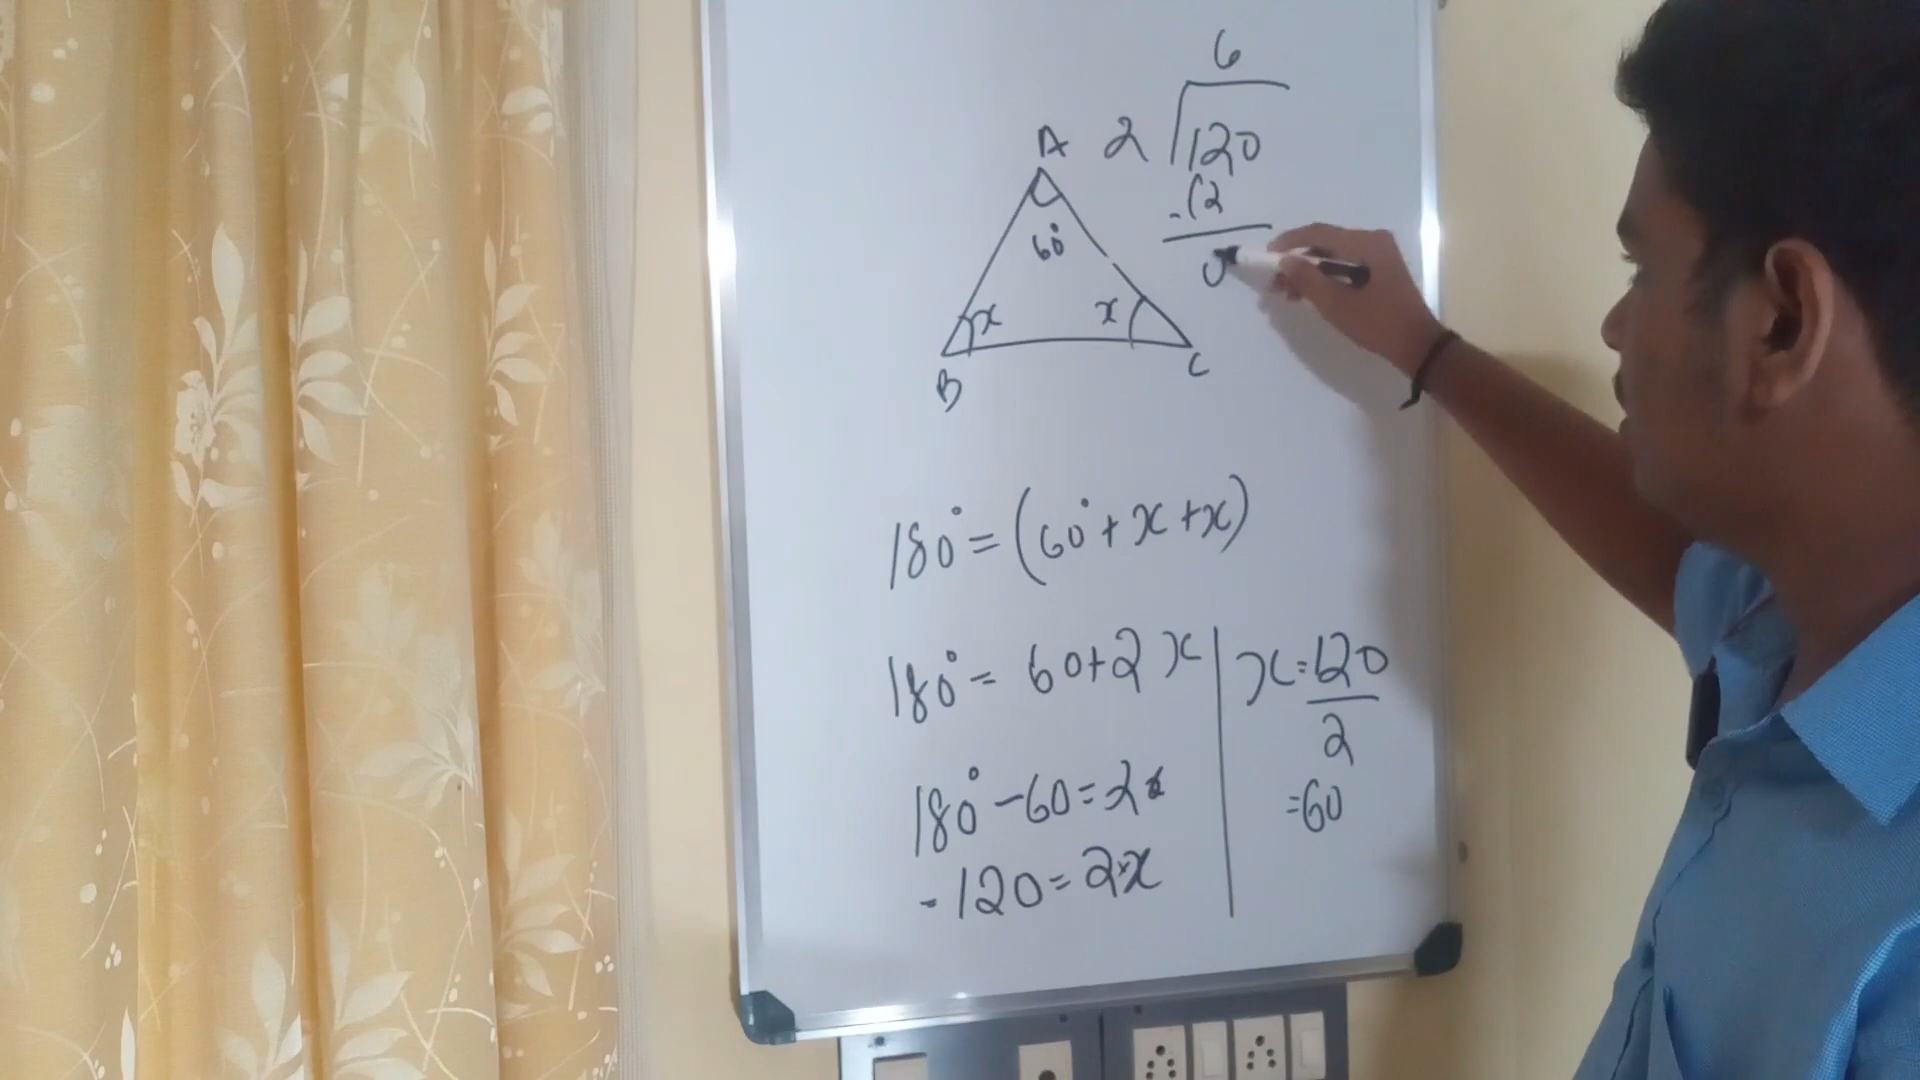 6
2 120
-12
0
A
60°
x x
B C
180° = (60° + x + x)
180° = 60+2x
180° - 60 = 2x
- 120 = 2x
x = 120
2
= 60